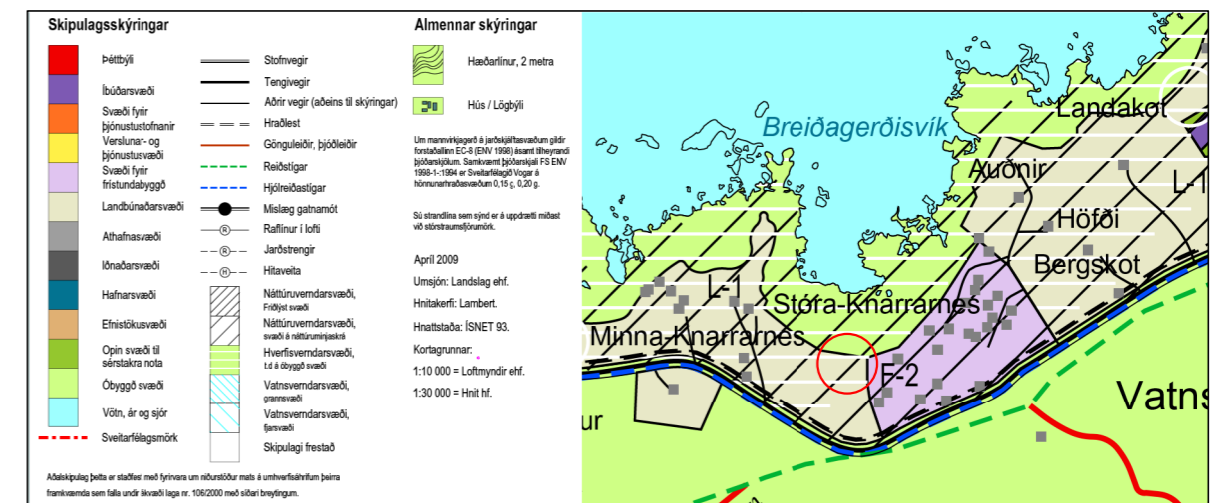 Skipulagsskýringar
Þéttbýli
Íbúðarsvæði
Svæði fyrir
þjónustustofnanir
Verslunar- og
þjónustusvæði
Svæði fyrir
frístundabyggð
Landbúnaðarsvæði
Athafnasvæði
Iðnaðarsvæði
Hafnarsvæði
Efnistökusvæði
Opin svæði til
sérstakra nota
Óbyggð svæði
Vötn, ár og sjór
Sveitarfélagsmörk
Stofnvegir
Tengivegir
Aðrir vegir (aðeins til skýringar)
Hraðlest
Gönguleiðir, þjóðleiðir
Reiðstígar
Hjólreiðastígar
Mislæg gatnamót
R Raflínur í lofti
R Jarðstrengir
H Hitaveita
Náttúruverndarsvæði,
Friðlýst svæði
Náttúruverndarsvæði,
svæði á náttúruminjaskrá
Hverfisverndarsvæði,
t.d á óbyggð svæði
Vatnsverndarsvæði,
grannsvæði
Vatnsverndarsvæði,
fjarsvæði
Skipulagi frestað
Almennar skýringar
Hæðarlínur, 2 metra
Hús / Lögbýli
Um mannvirkjagerð á jarðskjálftasvæðum gildir
forstaðallinn EC-8 (ENV 1998) ásamt tilheyrandi
þjóðarskjölum. Samkvæmt þjóðarskjali FS ENV
1998-1-:1994 er Sveitarfélagið Vogar á
hönnunarhraðasvæðum 0,15 g, 0,20 g.
Sú strandlína sem sýnd er á uppdrætti miðast
við stórstraumsfjörumörk.
Apríl 2009
Umsjón: Landslag ehf.
Hnitakerfi: Lambert.
Hnattstaða: ÍSNET 93.
Kortagrunnar:
1:10 000 = Loftmyndir ehf.
1:30 000 = Hnit hf.
Aðalskipulag þetta er staðfest með fyrirvara um niðurstöður mats á umhverfisáhrifum þeirra
framkvæmda sem falla undir ákvæði laga nr. 106/2000 með síðari breytingum.
Landakot
Breiðagerðisvík
Auðnir
L-1
Höfði
Bergskot
L-1
Stóra-Knarrarnes
Minna-Knarrarnes
F-2
Vatns
ur